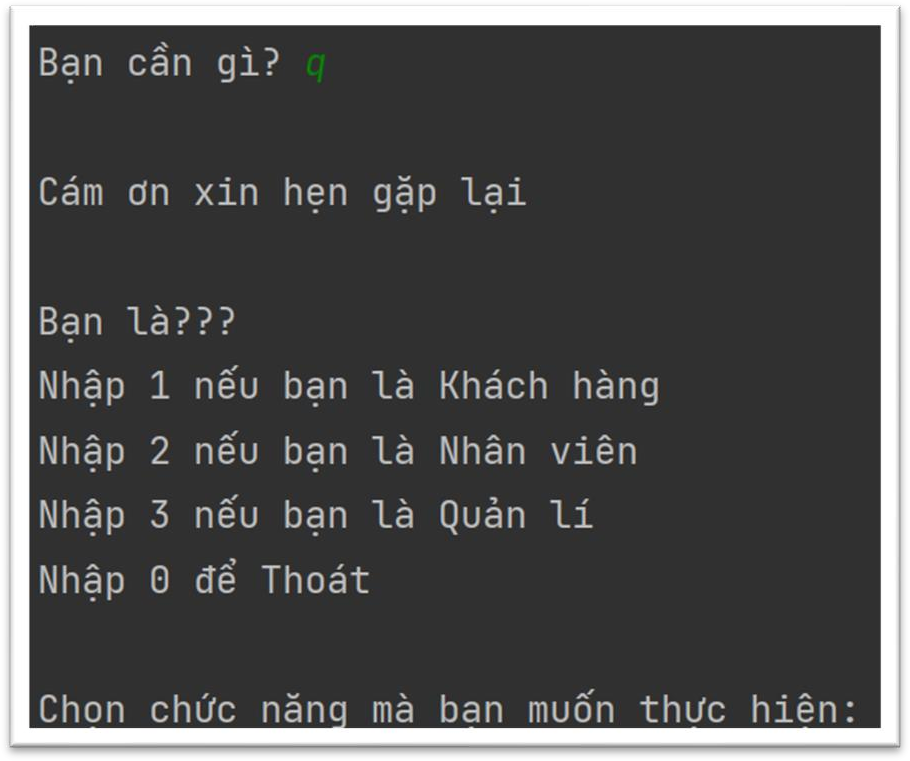 Bạn cần gì? q
Cám ơn xin hẹn gặp lại
Bạn là???
Nhập 1 nếu bạn là Khách hàng
Nhập 2 nếu bạn là Nhân viên
Nhập 3 nếu bạn là Quản lí
Nhập 0 để Thoát
Chọn chức năng mà bạn muốn thực hiện: